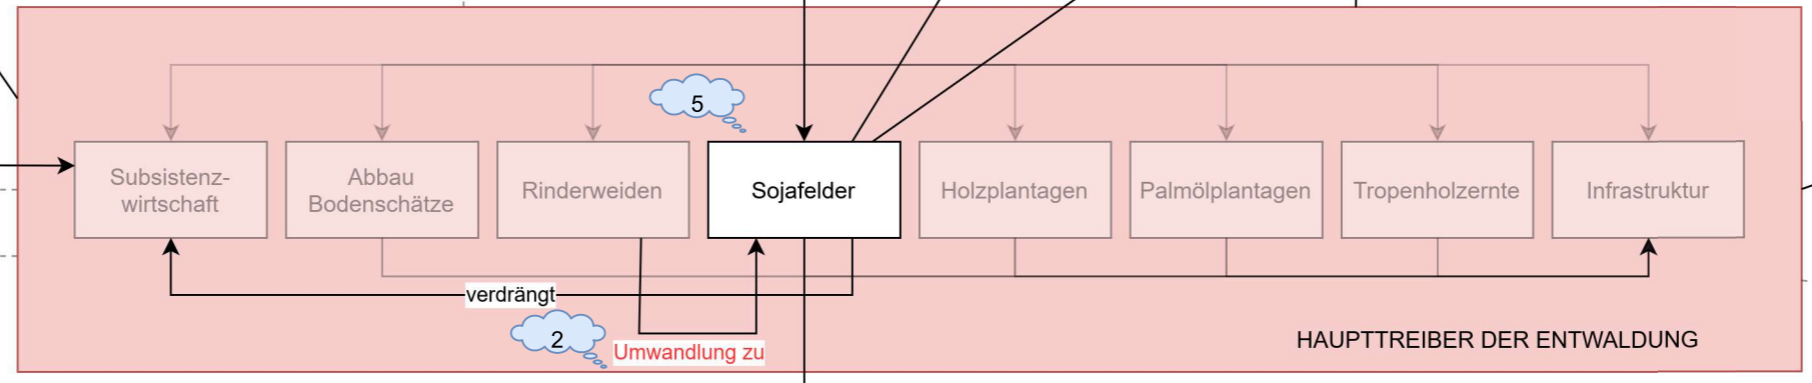 5
Subsistenz-
wirtschaft
Abbau
Bodenschätze
Rinderweiden
Sojafelder
Holzplantagen
Palmölplantagen
Tropenholzernte
Infrastruktur
verdrängt
2
Umwandlung zu
HAUPTTREIBER DER ENTWALDUNG